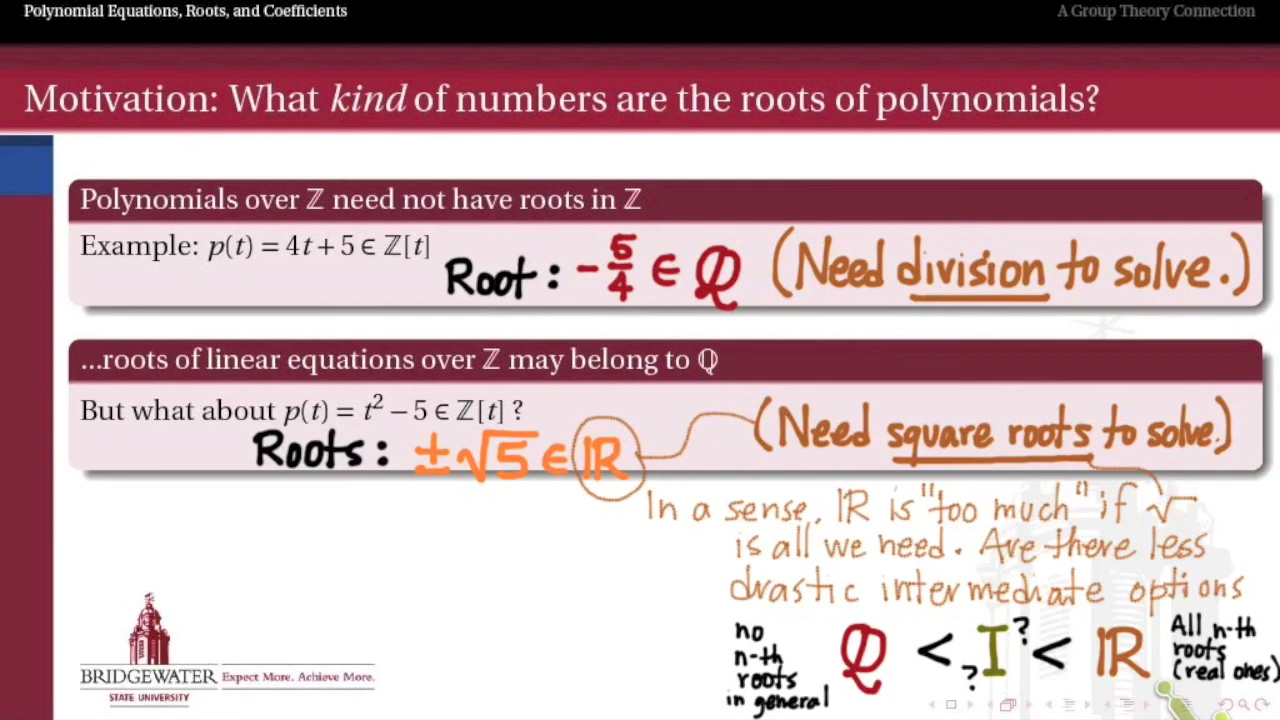 Polynomial Equations, Roots, and Coefficients
A Group Theory Connection
Motivation: What kind of numbers are the roots of polynomials?
Polynomials over ℤ need not have roots in ℤ
Example: p(t) = 4t + 5 ∈ ℤ[t]
Root: -5/4 ∈ ℚ (Need division to solve.)
...roots of linear equations over ℤ may belong to ℚ
But what about p(t) = t² − 5 ∈ ℤ[t] ?
Roots: ±√5 ∈ ℝ (Need square roots to solve.)
In a sense, ℝ is "too much" if √
is all we need. Are there less
drastic intermediate options
no
n-th
roots
in general
ℚ < ? I ? < ℝ
All n-th
roots
(real ones)
BRIDGEWATER
STATE UNIVERSITY
Expect More. Achieve More.